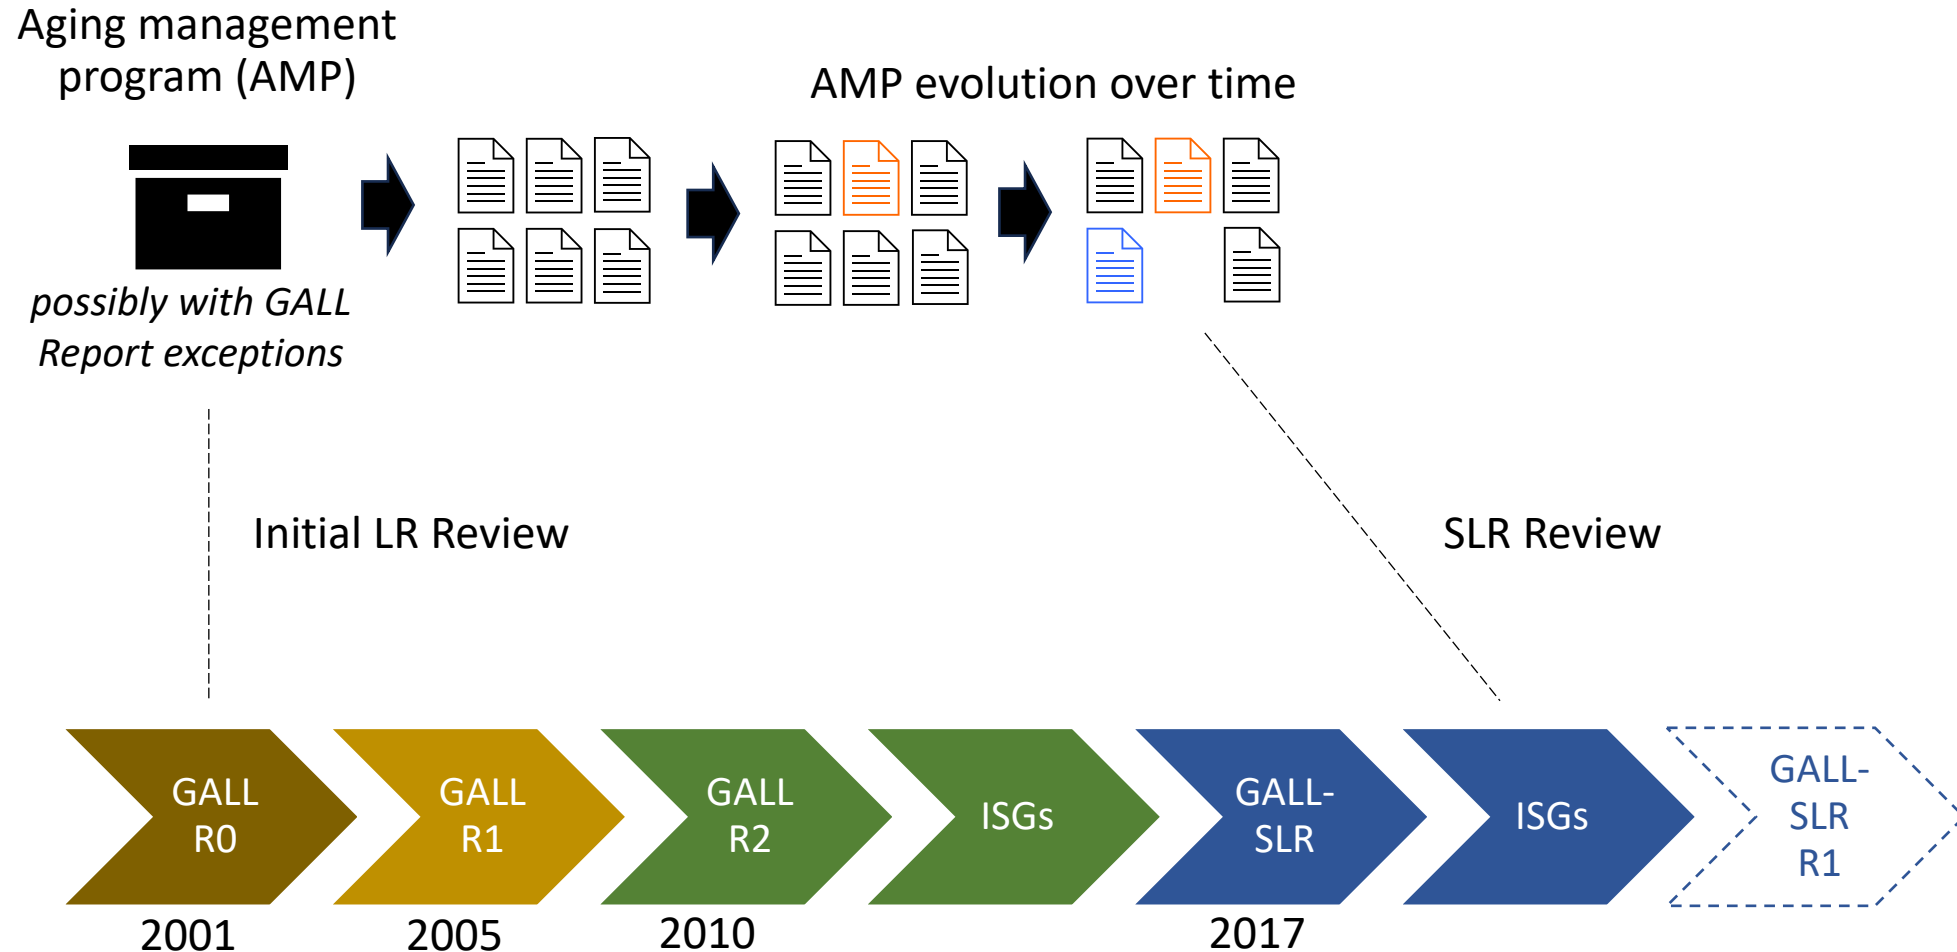 Aging management
program (AMP)
AMP evolution over time
possibly with GALL
Report exceptions
Initial LR Review
SLR Review
GALL
R0
GALL
R1
GALL
R2
ISGs
GALL-
SLR
ISGs
GALL-
SLR
R1
2001
2005
2010
2017